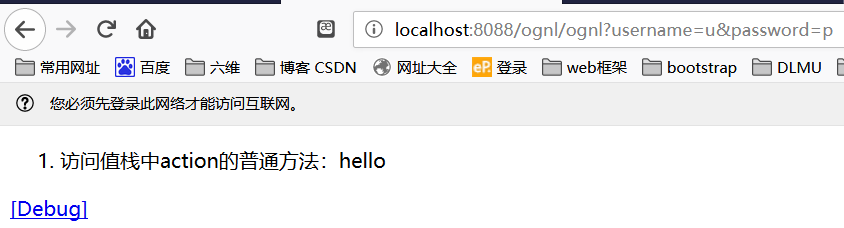 localhost:8088/ognl/ognl?username=u&password=p
常用网址 百度 六维 博客 CSDN 网址大全 eP. 登录 web框架 bootstrap DLMU
您必须先登录此网络才能访问互联网。
1. 访问值栈中action的普通方法：hello
[Debug]